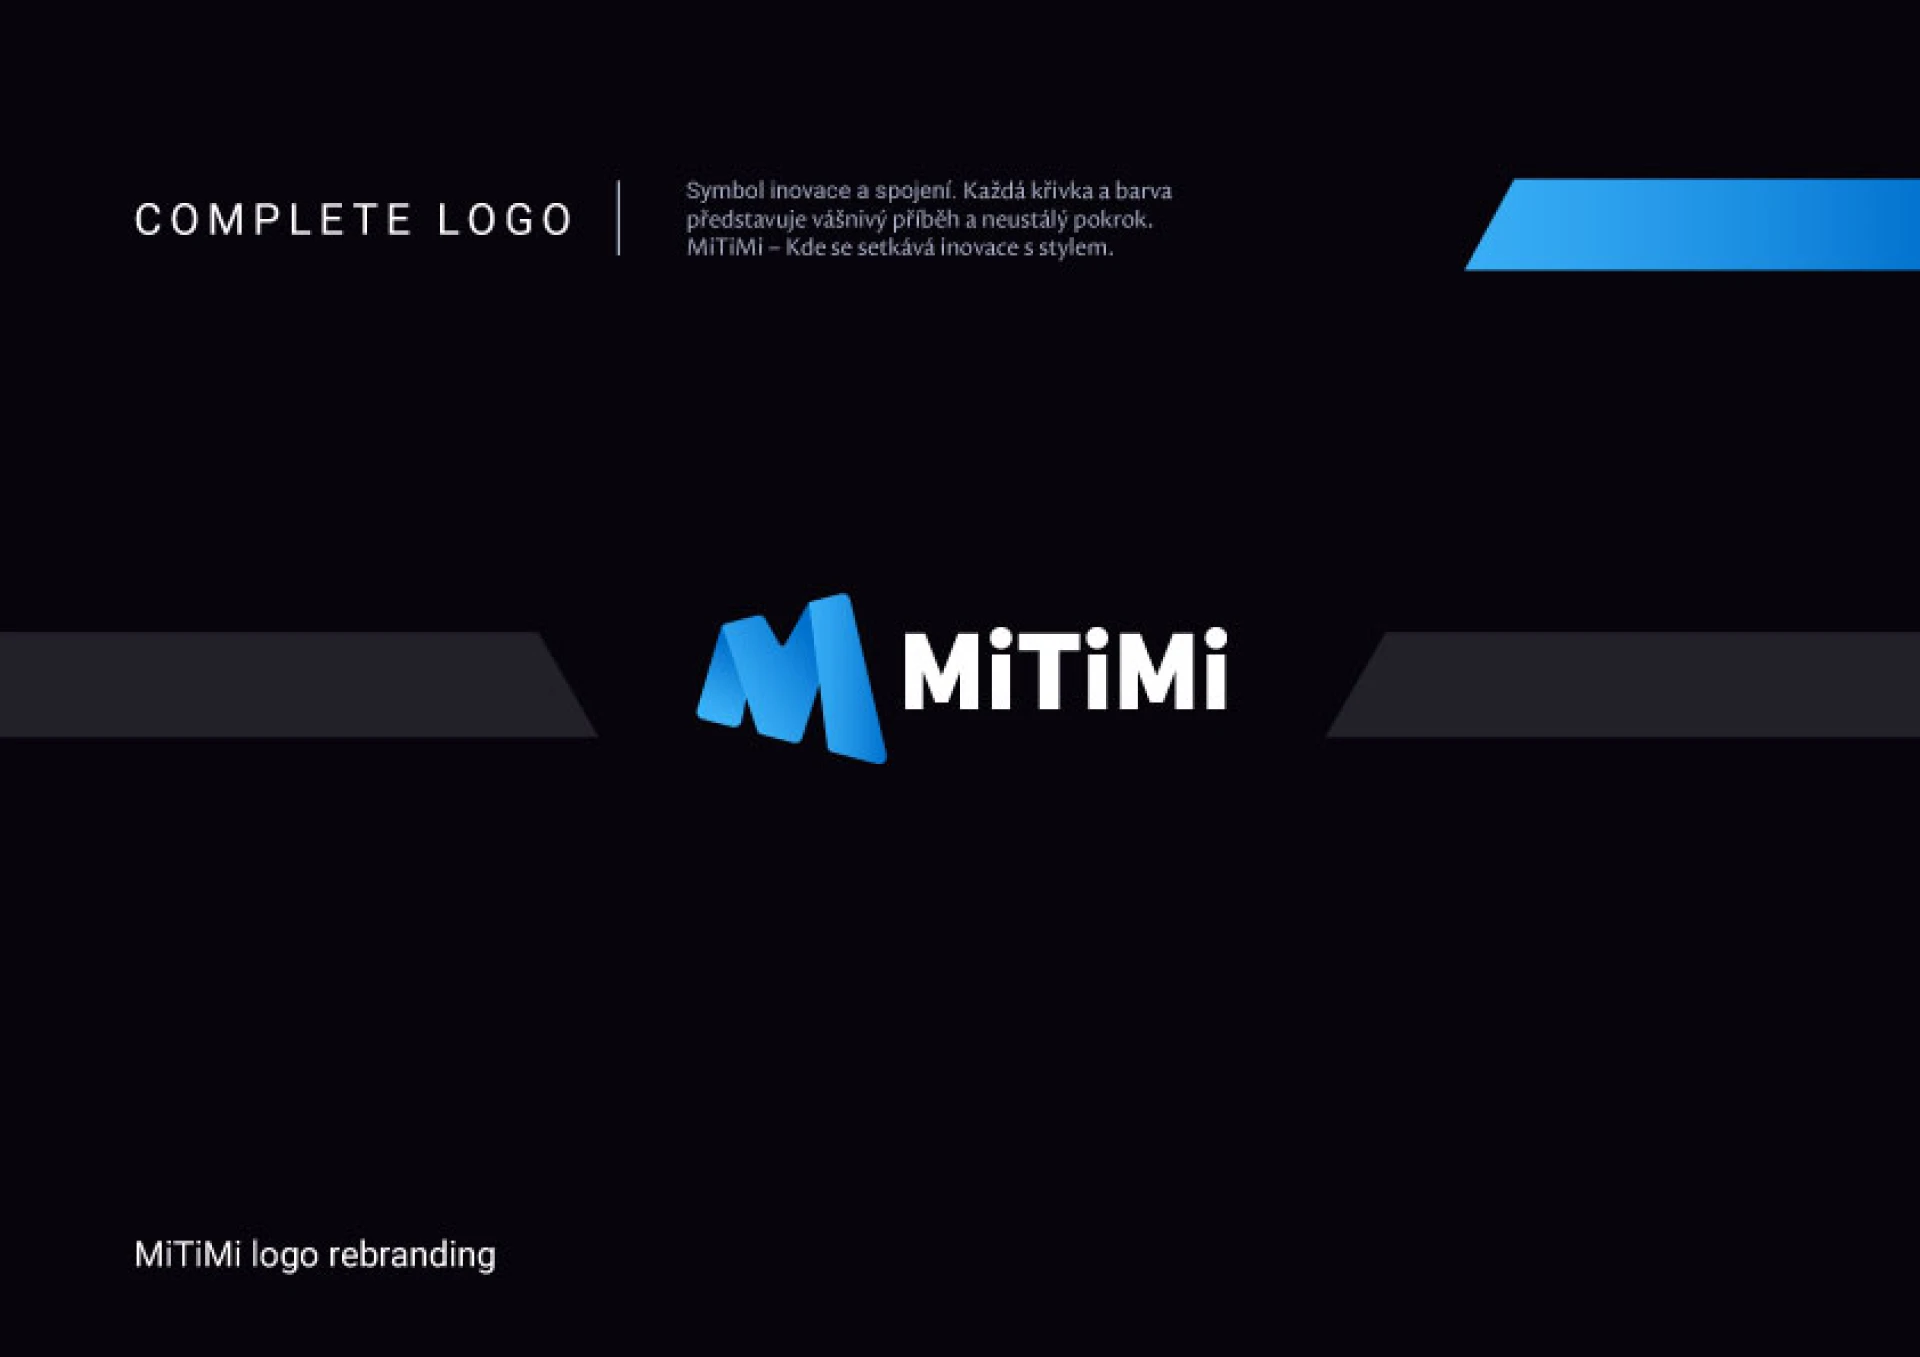 COMPLETE LOGO
Symbol inovace a spojení. Každá křivka a barva
představuje vášnivý příběh a neustálý pokrok.
MiTiMi – Kde se setkává inovace s stylem.
MiTiMi
MiTiMi logo rebranding